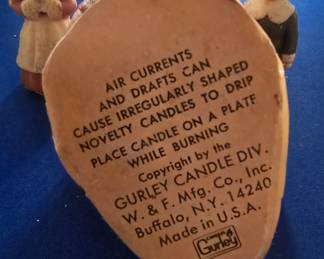 AIR CURRENTS
AND DRAFTS CAN
CAUSE IRREGULARLY SHAPED
NOVELTY CANDLES TO DRIP
PLACE CANDLE ON A PLATE
WHILE BURNING
Copyright by the
GURLEY CANDLE DIV.
W. & F. Mfg. Co., Inc.
Buffalo, N.Y. 14240
Made in U.S.A.
Gurley